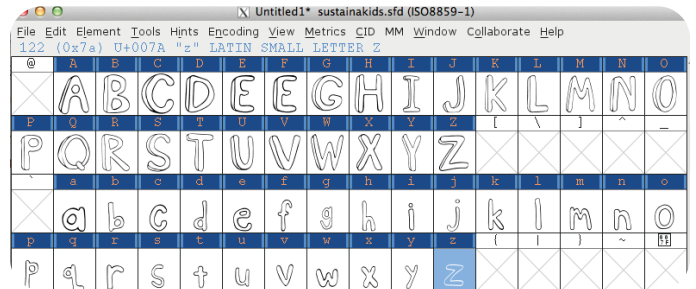 Untitled1* sustainakids.sfd (ISO8859-1)
File Edit Element Tools Hints Encoding View Metrics CID MM Window Collaborate Help
122 (0x7a) U+007A "z" LATIN SMALL LETTER Z
@ A B C D E F G H I J K L M N O
A B C D E E G H I J K L M N O
P Q R S T U V W X Y Z [ \ ] ^ _
P Q R S T U V W X Y Z
` a b c d e f g h i j k l m n o
a b c d e f g h i j k l m n o
p q r s t u v w x y z { | } ~
p q r s t u v w x y z